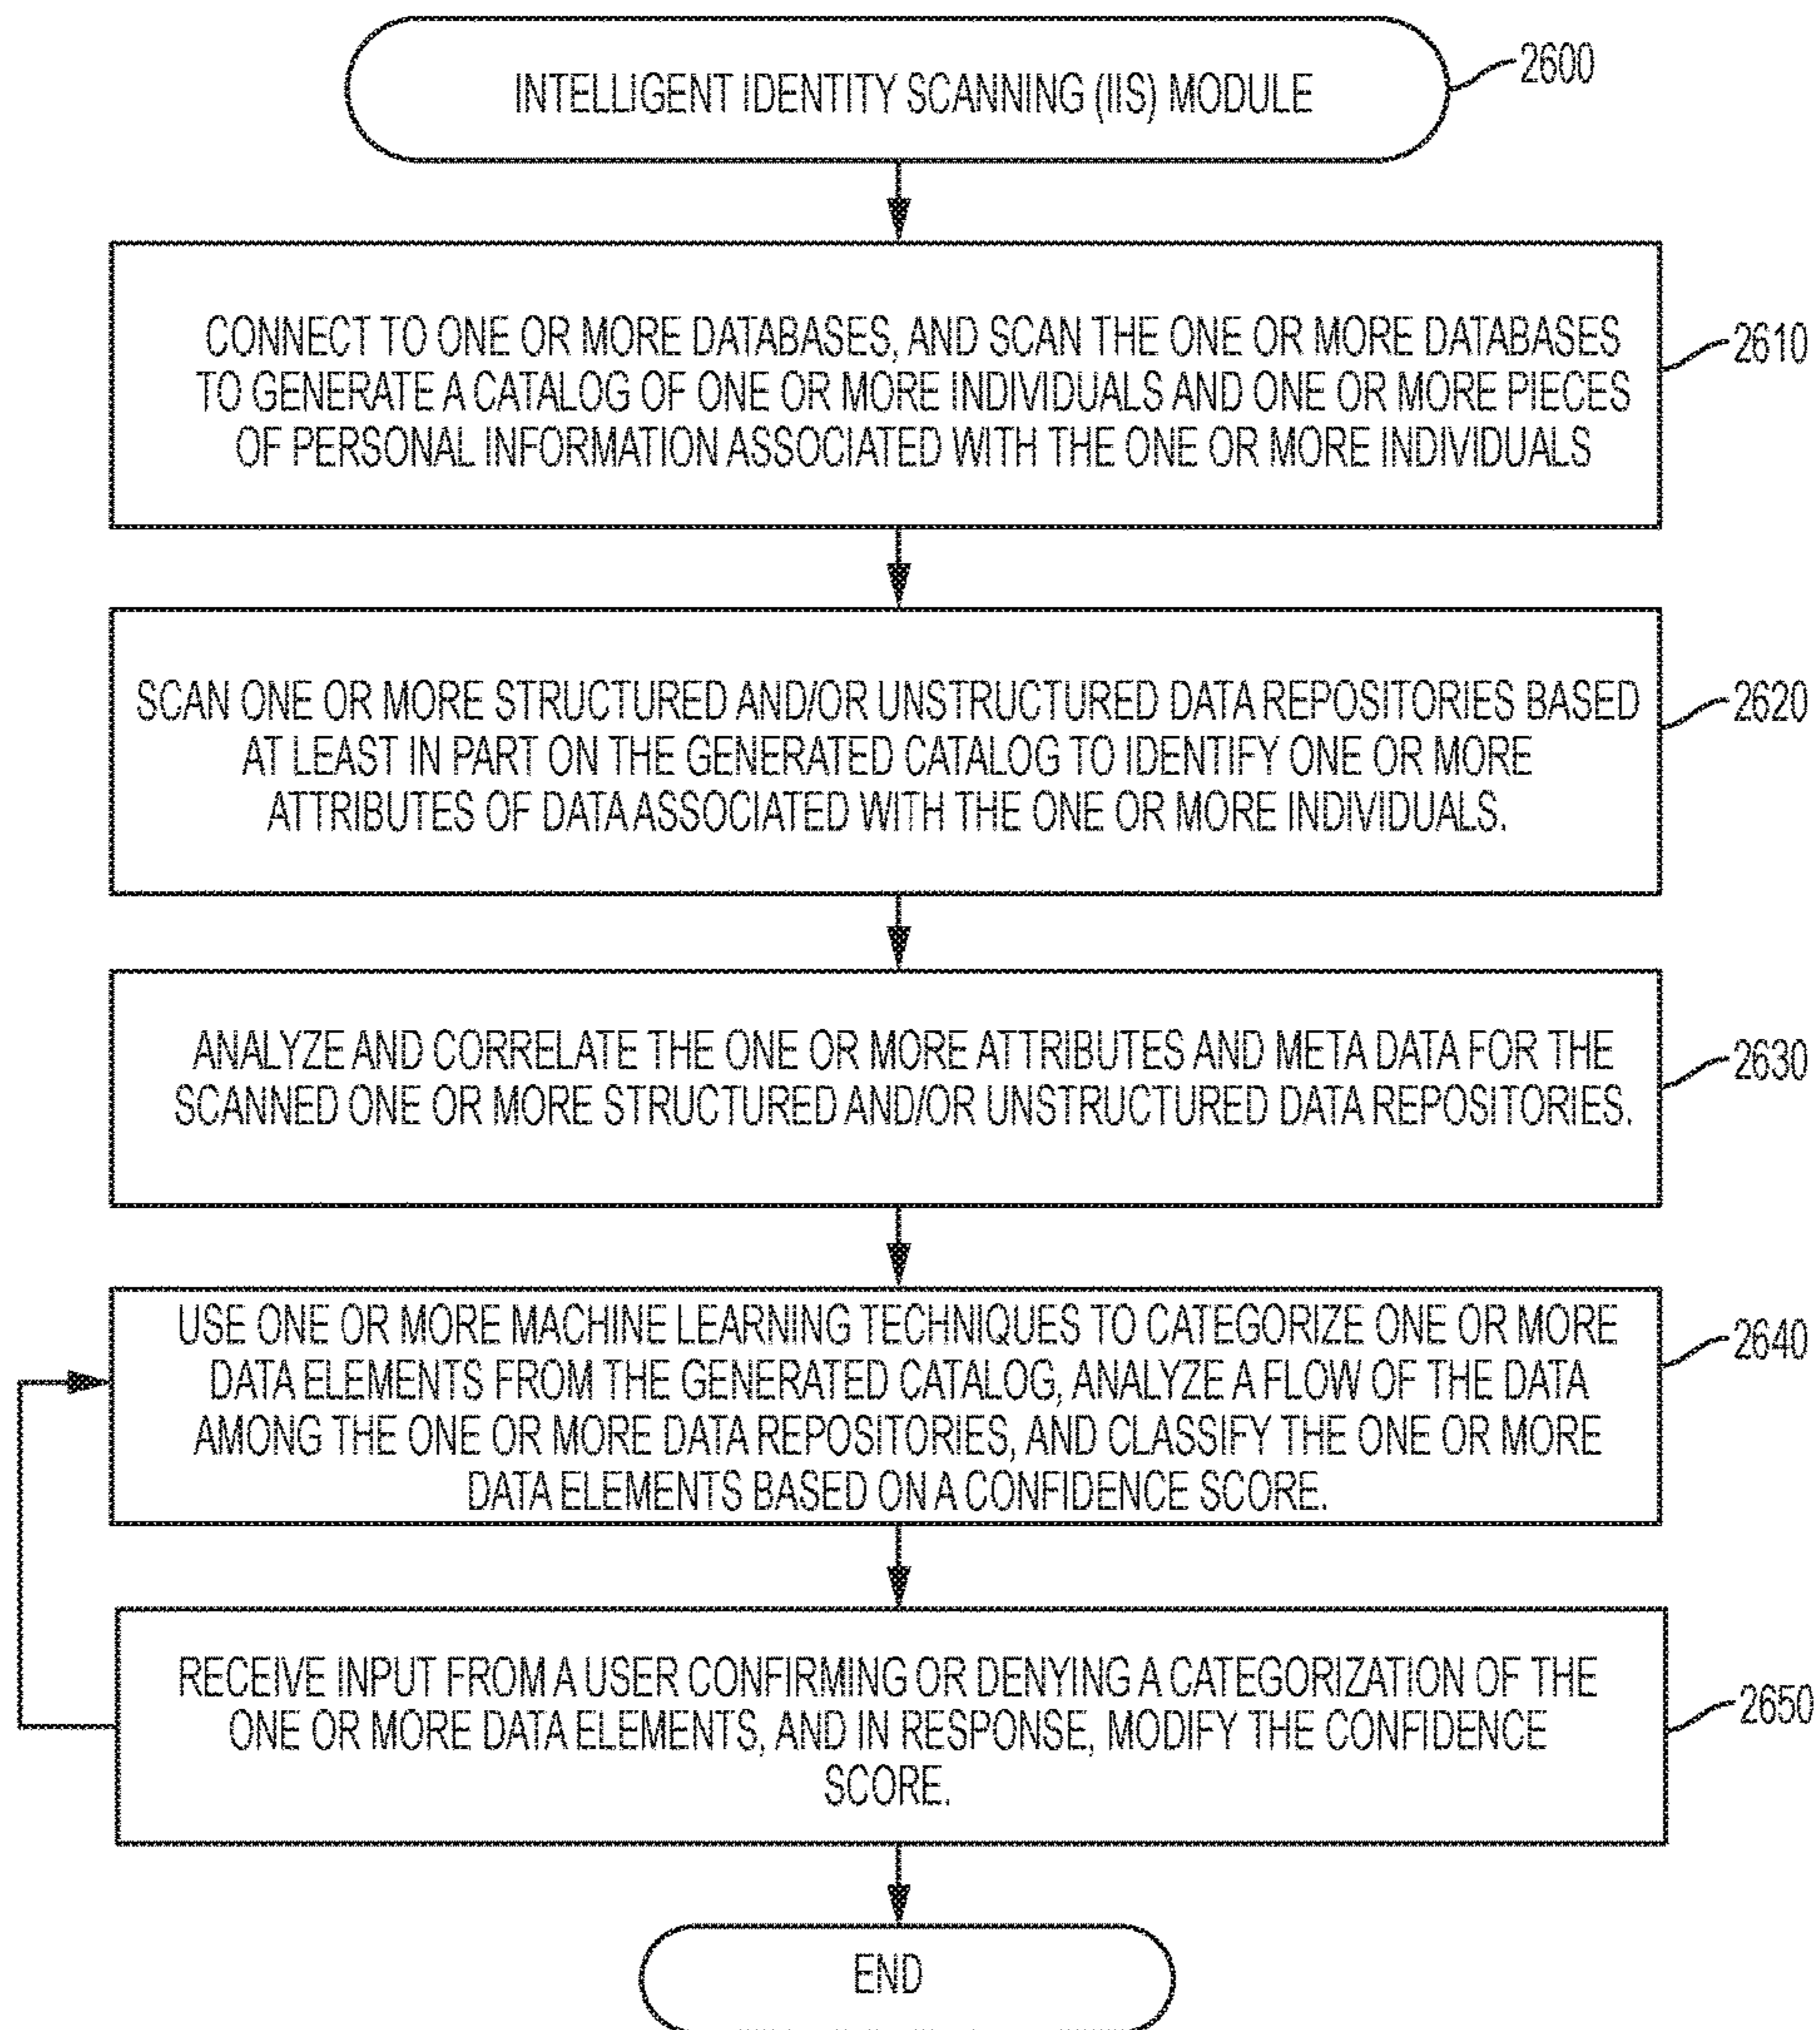 INTELLIGENT IDENTITY SCANNING (IIS) MODULE
2600
CONNECT TO ONE OR MORE DATABASES, AND SCAN THE ONE OR MORE DATABASES
TO GENERATE A CATALOG OF ONE OR MORE INDIVIDUALS AND ONE OR MORE PIECES
OF PERSONAL INFORMATION ASSOCIATED WITH THE ONE OR MORE INDIVIDUALS
2610
SCAN ONE OR MORE STRUCTURED AND/OR UNSTRUCTURED DATA REPOSITORIES BASED
AT LEAST IN PART ON THE GENERATED CATALOG TO IDENTIFY ONE OR MORE
ATTRIBUTES OF DATA ASSOCIATED WITH THE ONE OR MORE INDIVIDUALS.
2620
ANALYZE AND CORRELATE THE ONE OR MORE ATTRIBUTES AND META DATA FOR THE
SCANNED ONE OR MORE STRUCTURED AND/OR UNSTRUCTURED DATA REPOSITORIES.
2630
USE ONE OR MORE MACHINE LEARNING TECHNIQUES TO CATEGORIZE ONE OR MORE
DATA ELEMENTS FROM THE GENERATED CATALOG, ANALYZE A FLOW OF THE DATA
AMONG THE ONE OR MORE DATA REPOSITORIES, AND CLASSIFY THE ONE OR MORE
DATA ELEMENTS BASED ON A CONFIDENCE SCORE.
2640
RECEIVE INPUT FROM A USER CONFIRMING OR DENYING A CATEGORIZATION OF THE
ONE OR MORE DATA ELEMENTS, AND IN RESPONSE, MODIFY THE CONFIDENCE
SCORE.
2650
END